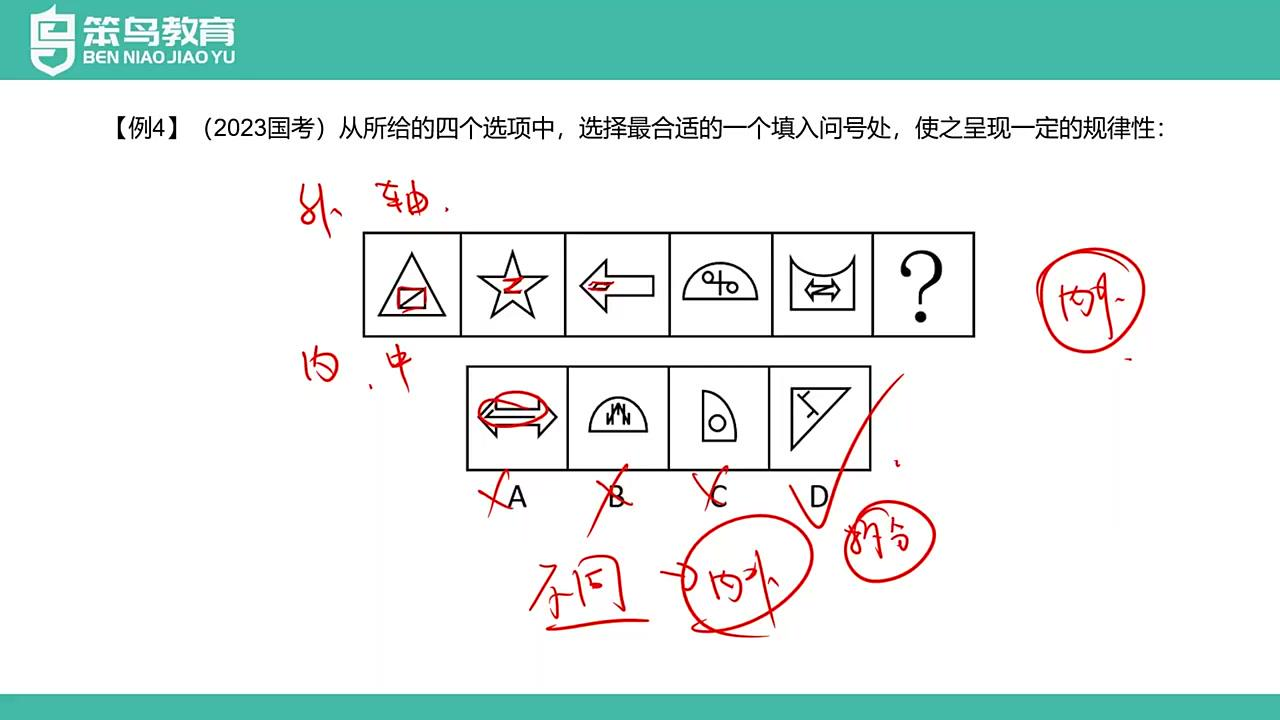 笨鸟教育
BEN NIAO JIAO YU
【例4】（2023国考）从所给的四个选项中，选择最合适的一个填入问号处，使之呈现一定的规律性：
外 轴.
?
内外
内、中
A B C D
拆合
不同 → 内外